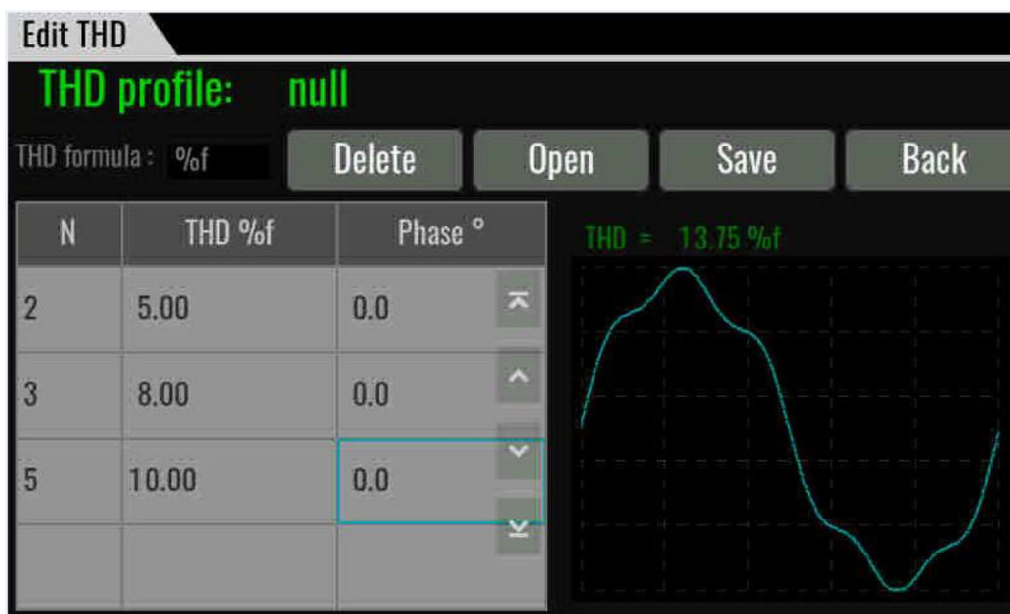 Edit THD
THD profile: null
THD formula : %f Delete Open Save Back
N THD %f Phase °
THD = 13.75 %f
2 5.00 0.0
3 8.00 0.0
5 10.00 0.0